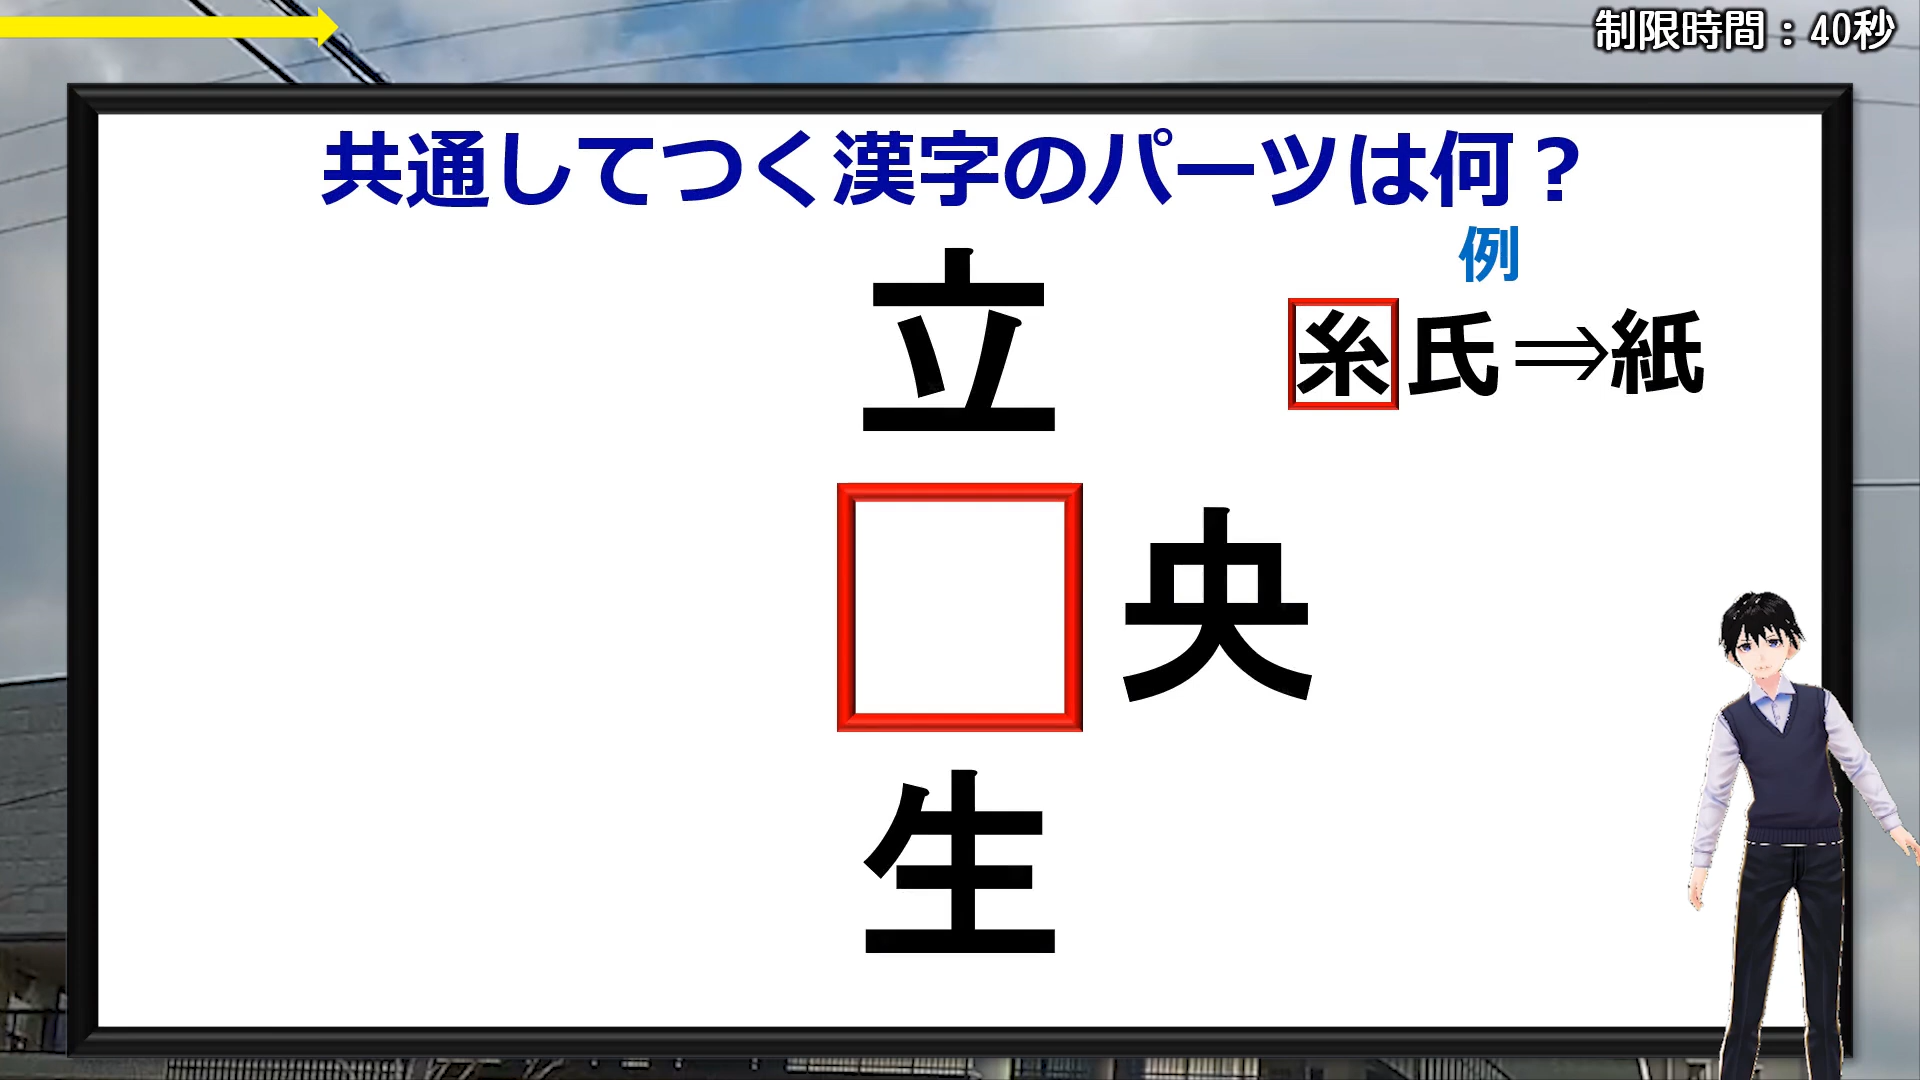 制限時間：40秒
共通してつく漢字のパーツは何？
例
糸氏⇒紙
立
央
生